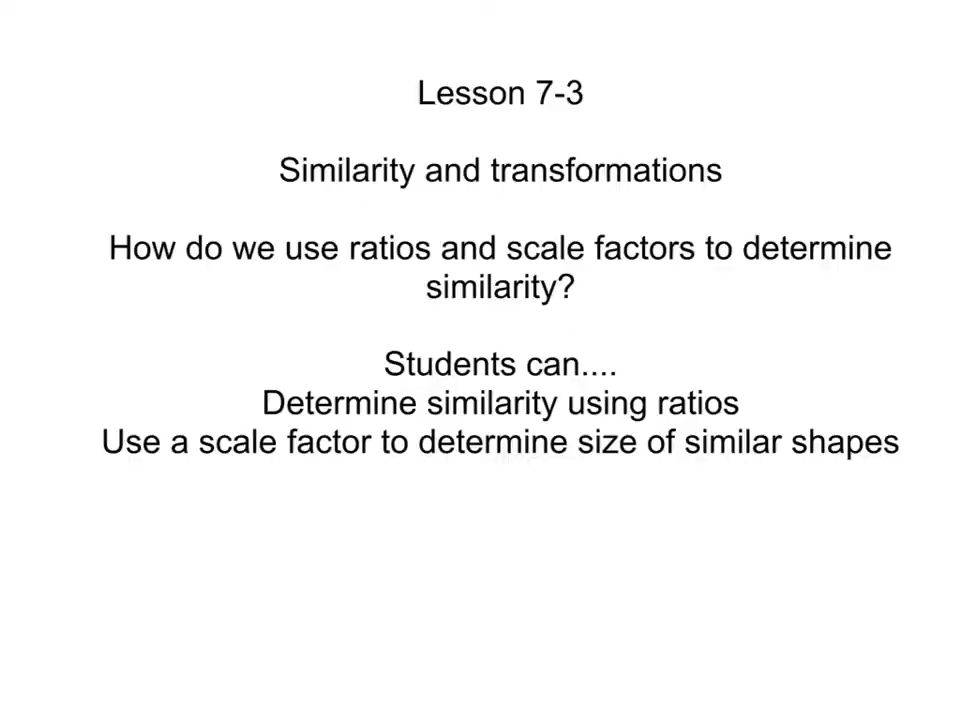 Lesson 7-3
Similarity and transformations
How do we use ratios and scale factors to determine
similarity?
Students can....
Determine similarity using ratios
Use a scale factor to determine size of similar shapes